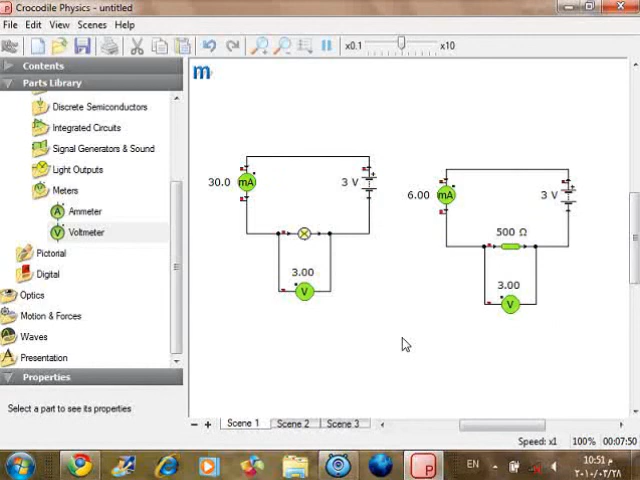 Crocodile Physics - untitled
File Edit View Scenes Help
x0.1 x10
Contents
Parts Library
Discrete Semiconductors
Integrated Circuits
Signal Generators & Sound
Light Outputs
Meters
A Ammeter
V Voltmeter
Pictorial
Digital
Optics
Motion & Forces
Waves
Presentation
Properties
Select a part to see its properties
m
30.0 mA 3 V
3.00
V
6.00 mA 3 V
500 Ω
3.00
V
Scene 1 Scene 2 Scene 3
Speed: x1 100% 00:07:50
EN
10:51 م
٢٠١٠/٠٣/٢٨